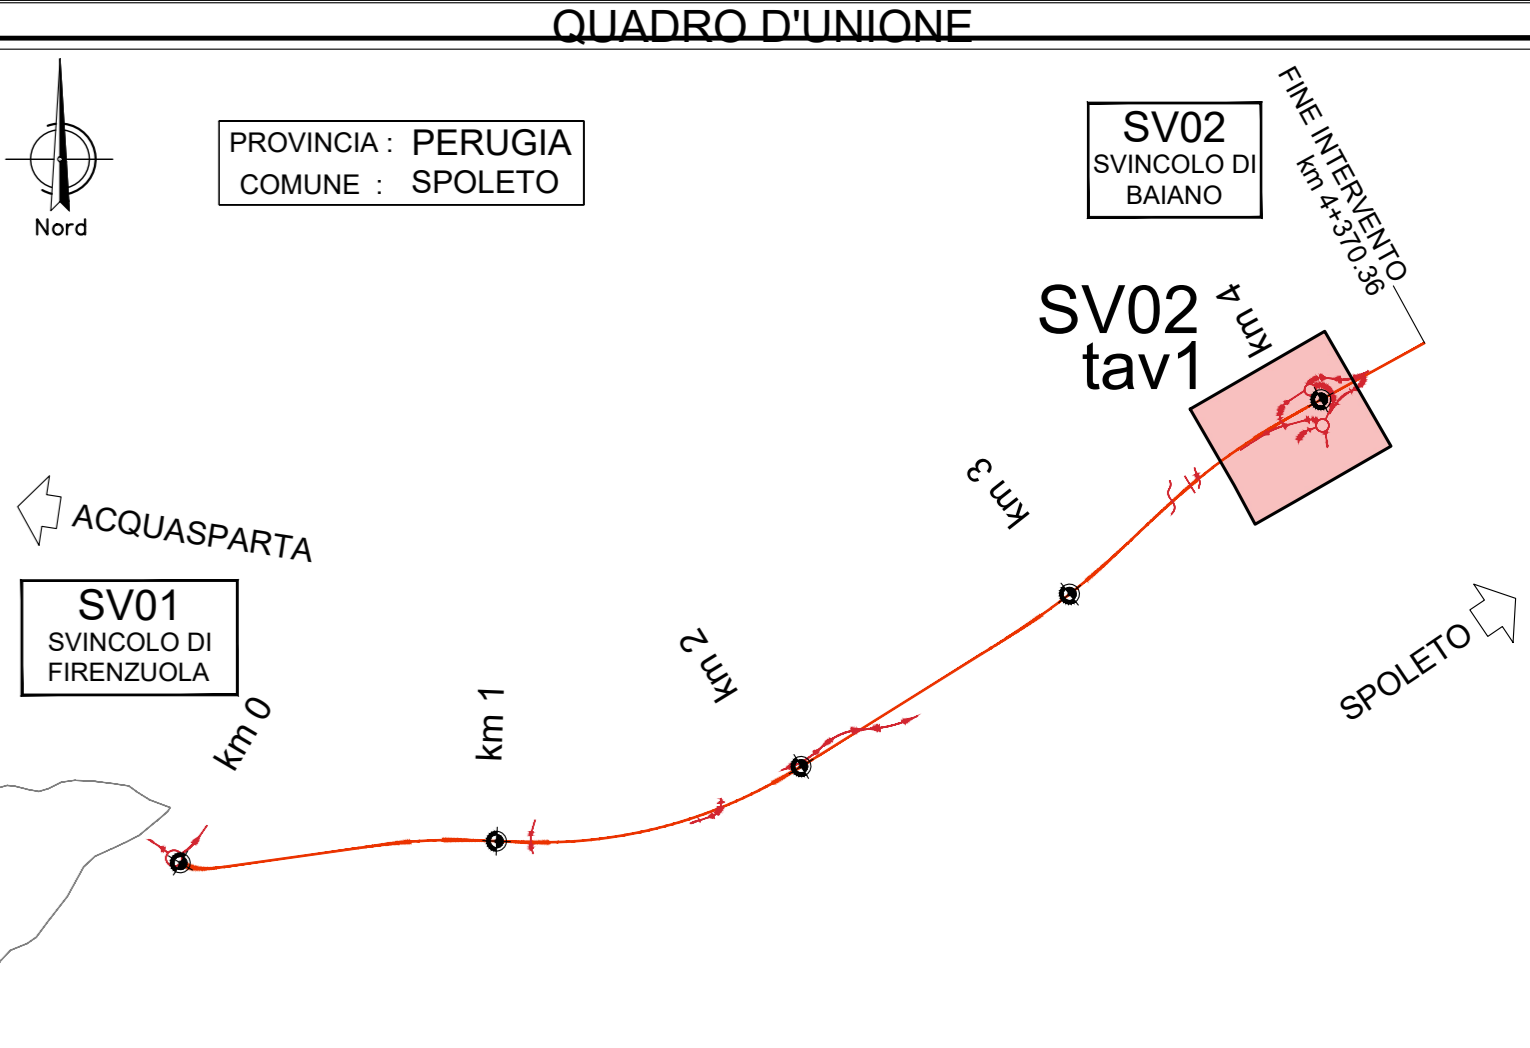 QUADRO D'UNIONE
Nord
PROVINCIA : PERUGIA
COMUNE : SPOLETO
SV02
SVINCOLO DI
BAIANO
FINE INTERVENTO
km 4+370.36
SV02
tav1
km 4
km 3
ACQUASPARTA
SV01
SVINCOLO DI
FIRENZUOLA
km 2
SPOLETO
km 1
km 0